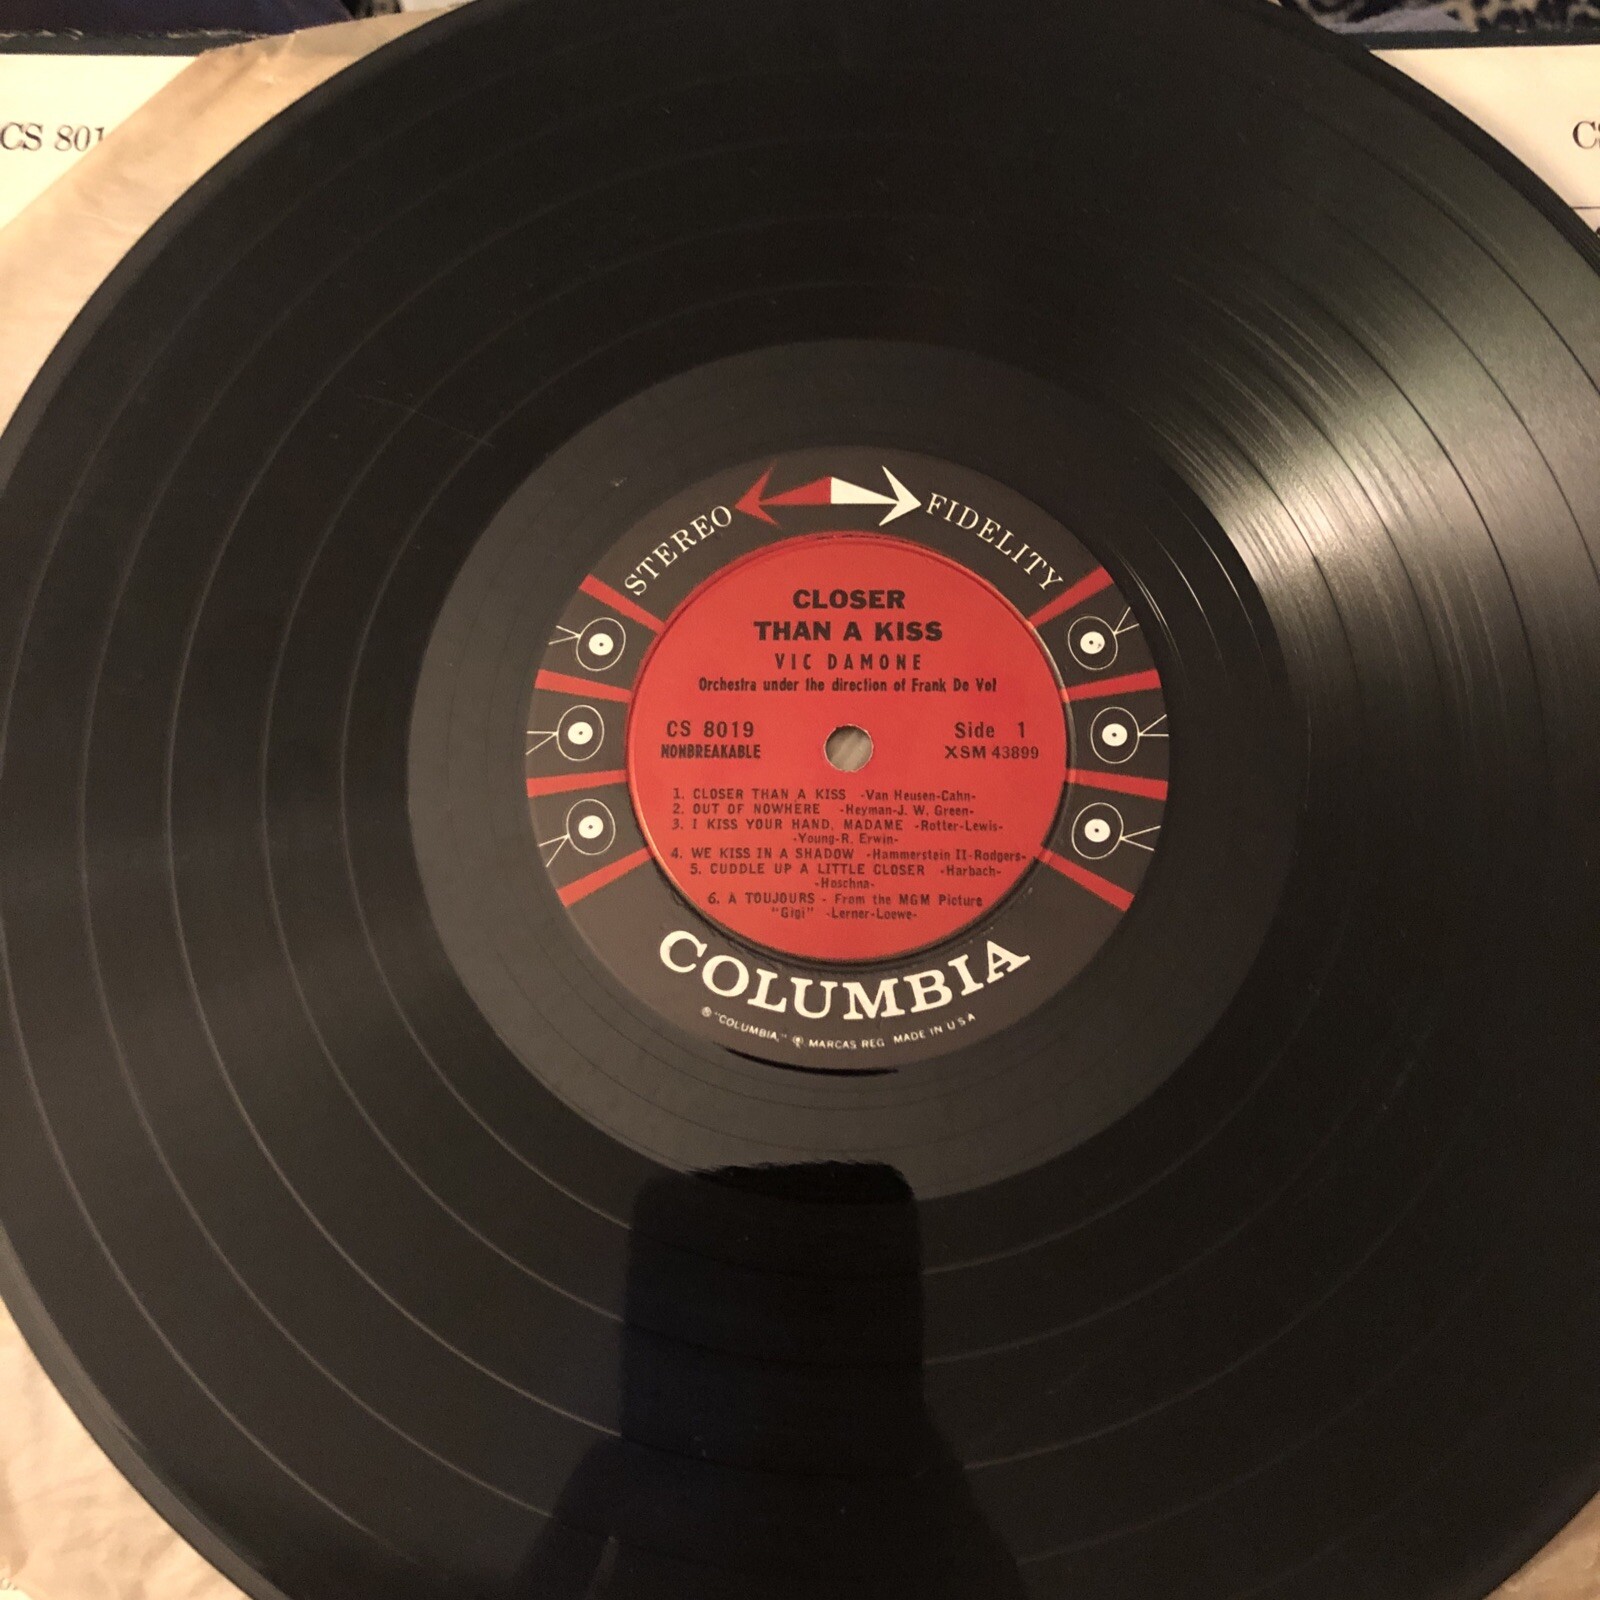 CS 801
CS
STEREO FIDELITY
CLOSER
THAN A KISS
VIC DAMONE
Orchestra under the direction of Frank De Vol
CS 8019 Side 1
NONBREAKABLE XSM 43899
1. CLOSER THAN A KISS -Van Heusen-Cahn-
2. OUT OF NOWHERE -Heyman-J. W. Green-
3. I KISS YOUR HAND, MADAME -Rotter-Lewis-
-Young-R. Erwin-
4. WE KISS IN A SHADOW -Hammerstein II-Rodgers-
5. CUDDLE UP A LITTLE CLOSER -Harbach-
-Hoschna-
6. A TOUJOURS - From the MGM Picture
"Gigi" -Lerner-Loewe-
COLUMBIA
® "COLUMBIA," MARCAS REG. MADE IN U S A